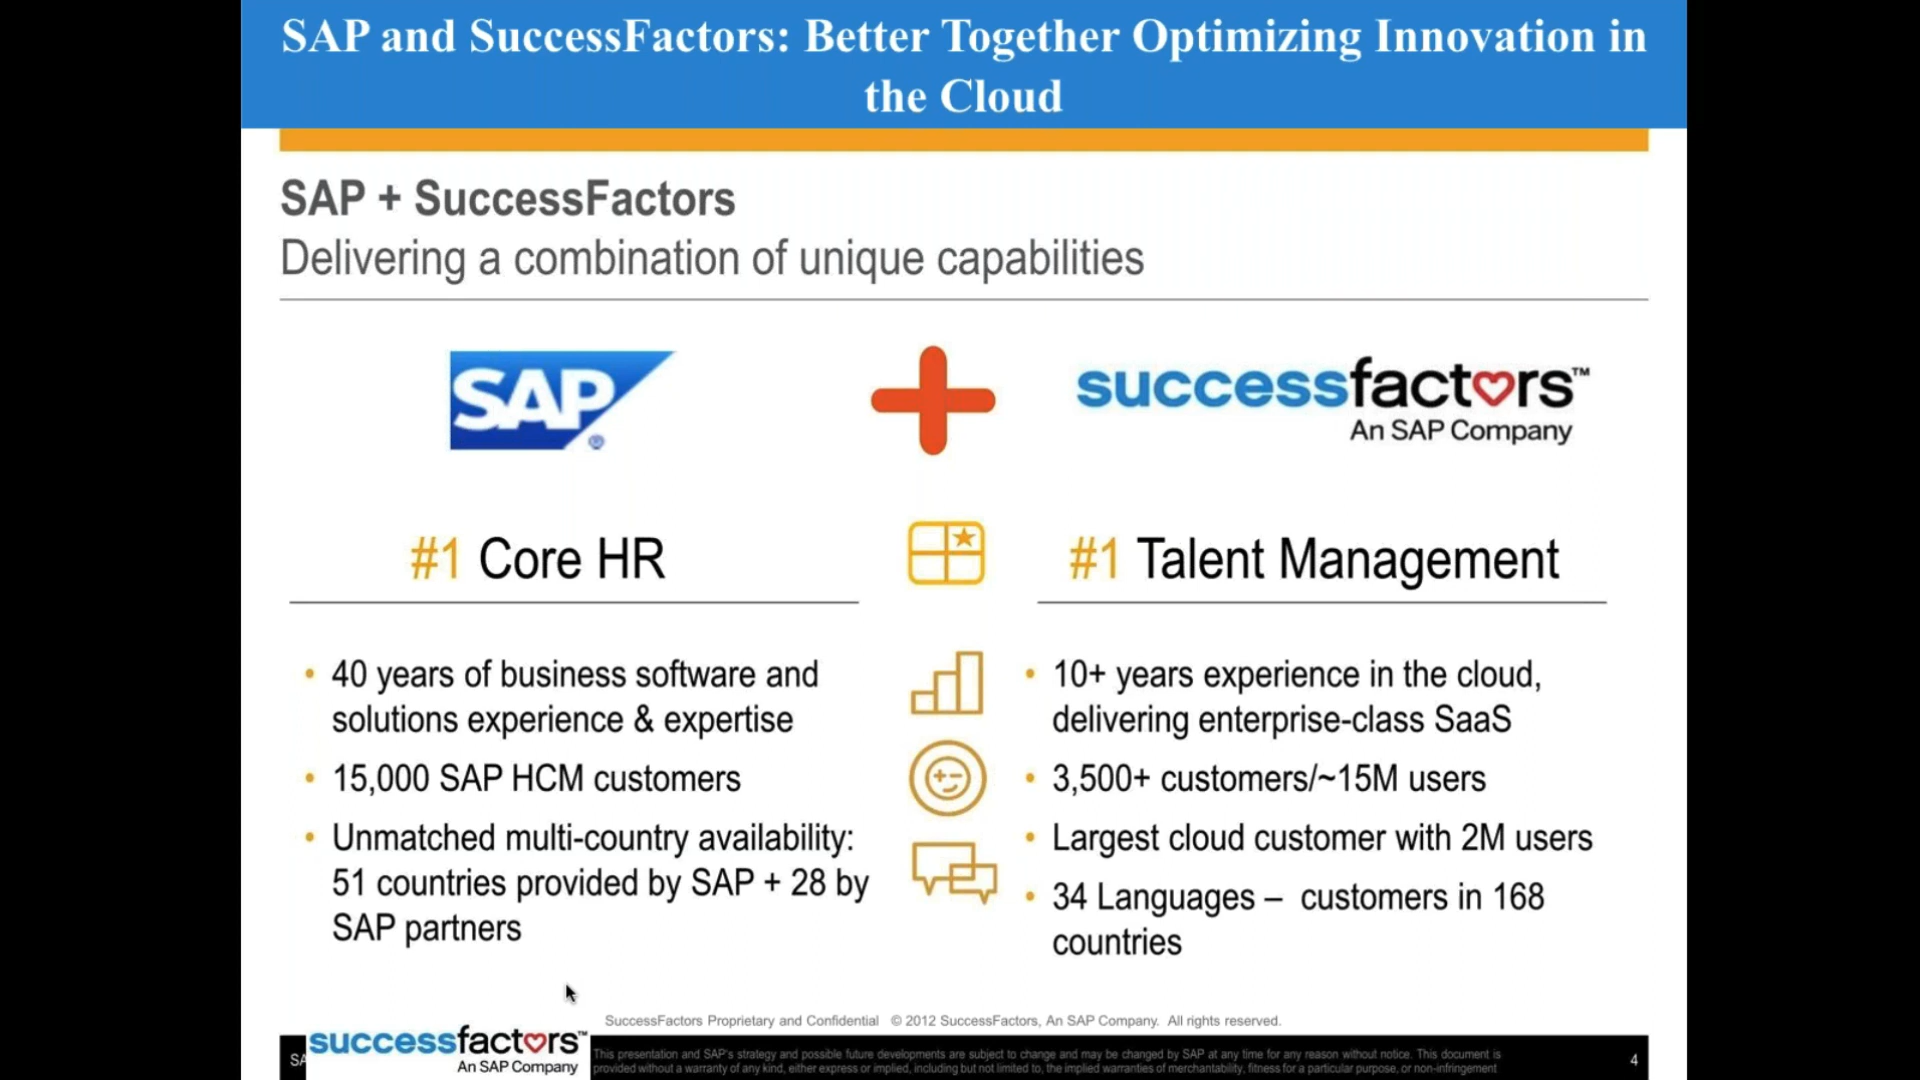 SAP and SuccessFactors: Better Together Optimizing Innovation in
the Cloud
SAP + SuccessFactors
Delivering a combination of unique capabilities
SAP
®
successfactors™
An SAP Company
#1 Core HR
#1 Talent Management
• 40 years of business software and
solutions experience & expertise
• 15,000 SAP HCM customers
• Unmatched multi-country availability:
51 countries provided by SAP + 28 by
SAP partners
• 10+ years experience in the cloud,
delivering enterprise-class SaaS
• 3,500+ customers/~15M users
• Largest cloud customer with 2M users
• 34 Languages – customers in 168
countries
SuccessFactors Proprietary and Confidential © 2012 SuccessFactors, An SAP Company. All rights reserved.
SA
successfactors™
An SAP Company
This presentation and SAP's strategy and possible future developments are subject to change and may be changed by SAP at any time for any reason without notice. This document is
provided without a warranty of any kind, either express or implied, including but not limited to, the implied warranties of merchantability, fitness for a particular purpose, or non-infringement
4